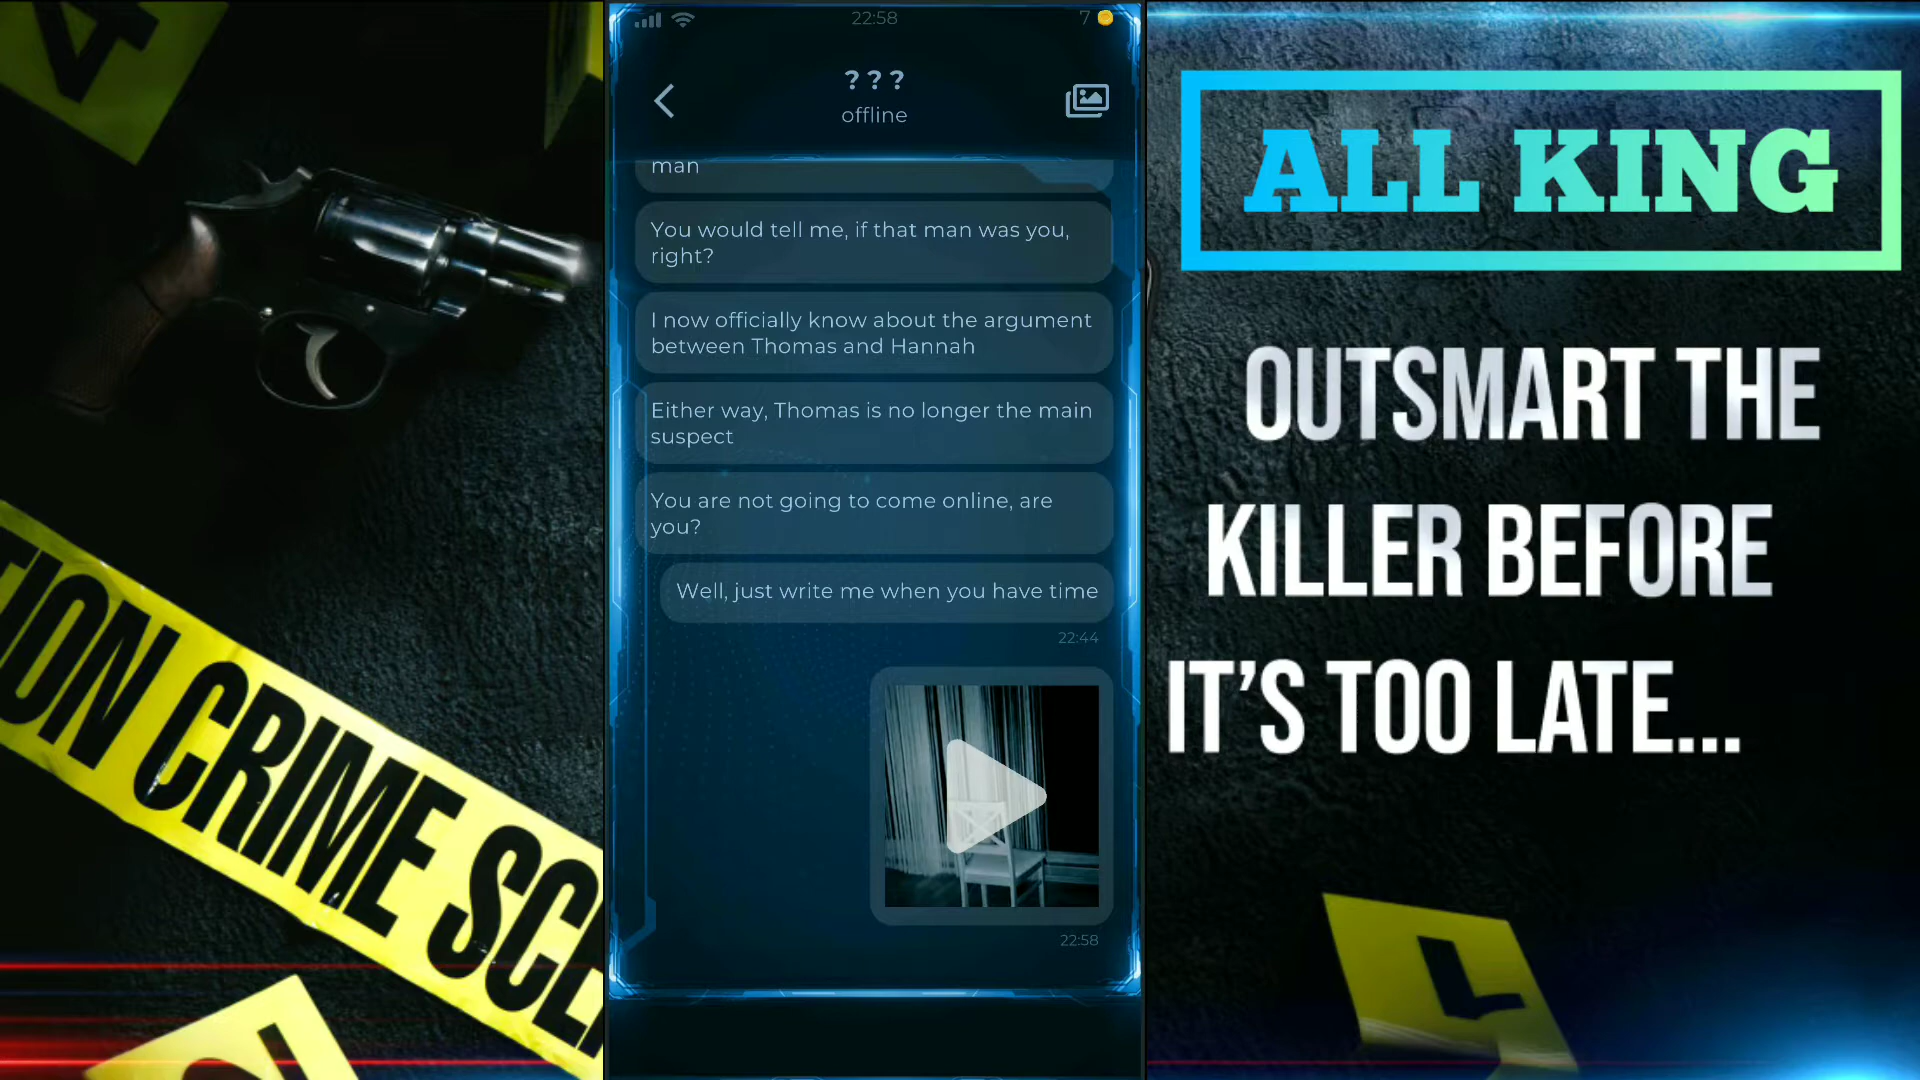 4
ION CRIME SCE
22:58
7
? ? ?
offline
man
You would tell me, if that man was you,
right?
I now officially know about the argument
between Thomas and Hannah
Either way, Thomas is no longer the main
suspect
You are not going to come online, are
you?
Well, just write me when you have time
22:44
22:58
ALL KING
OUTSMART THE
KILLER BEFORE
IT'S TOO LATE...